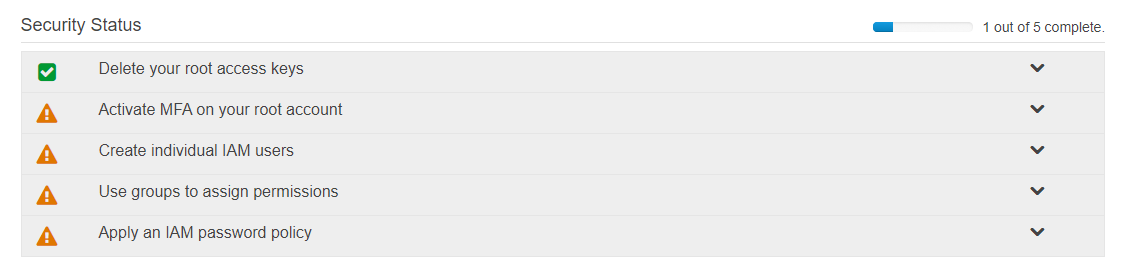 Security Status
1 out of 5 complete.
Delete your root access keys
Activate MFA on your root account
Create individual IAM users
Use groups to assign permissions
Apply an IAM password policy